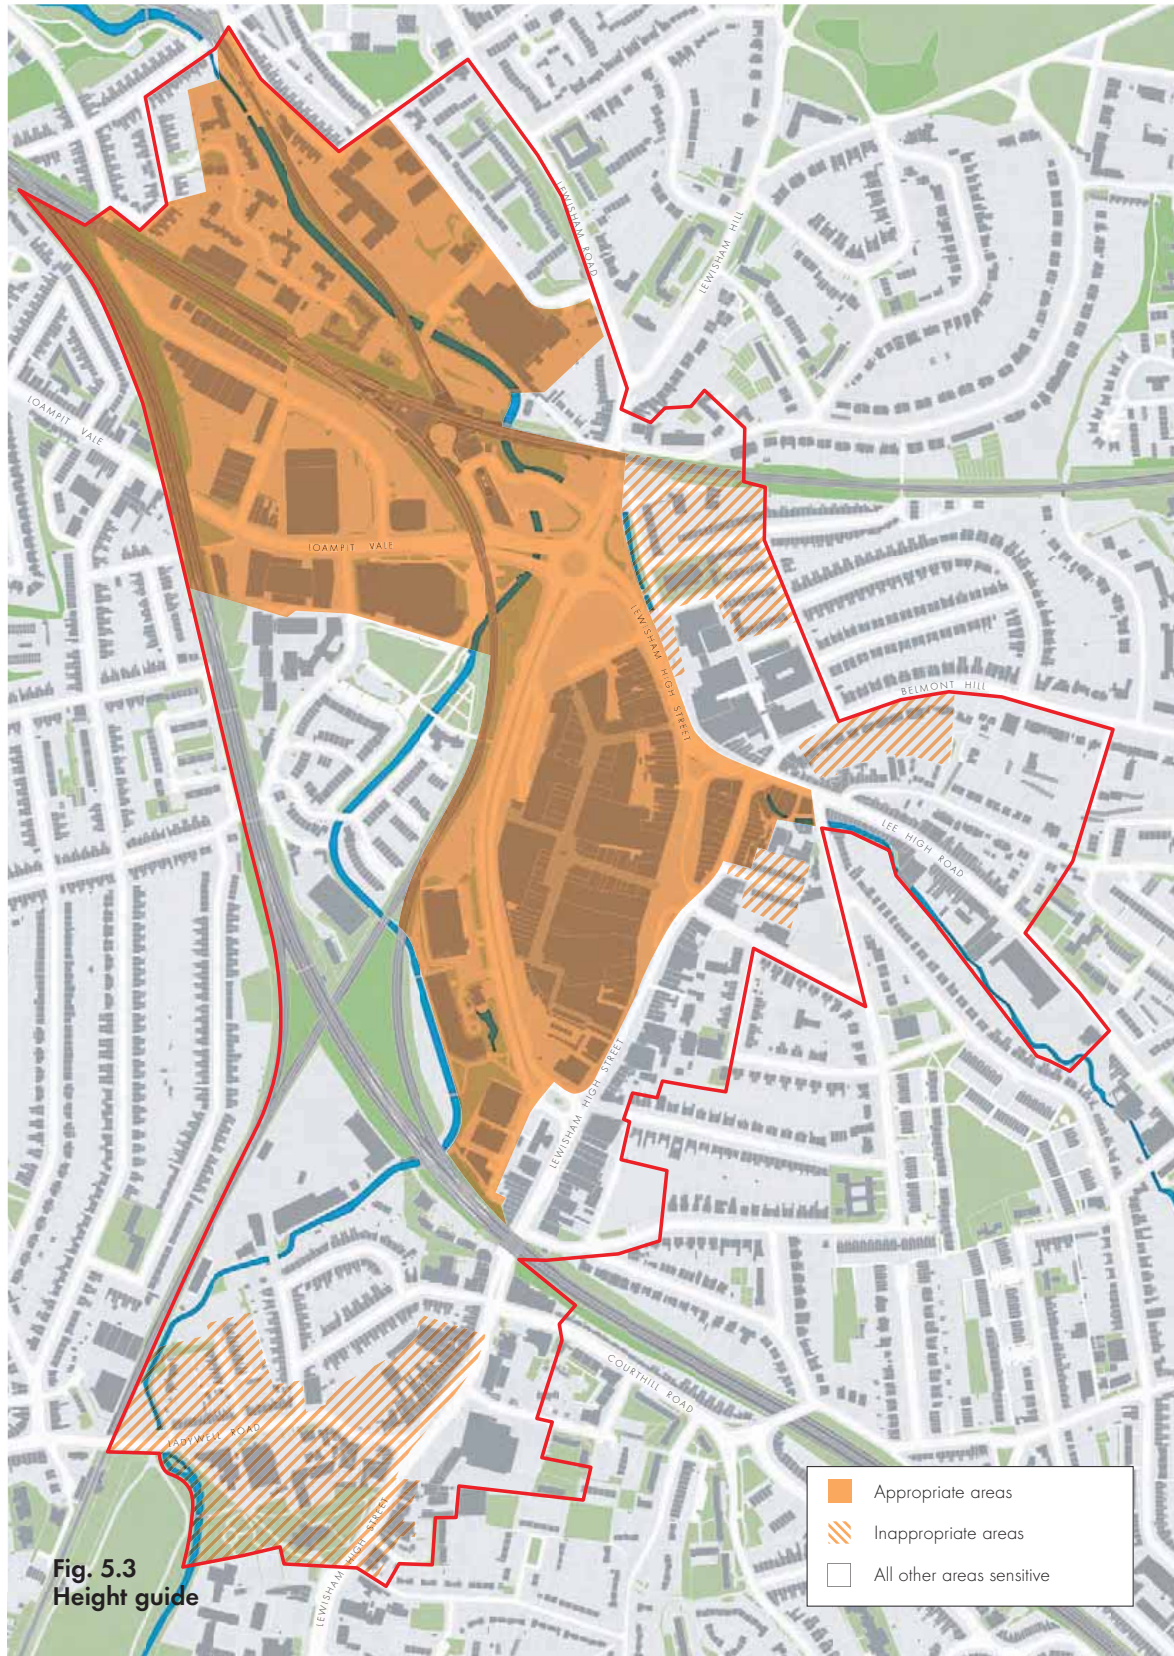 LEWISHAM ROAD
LEWISHAM HILL
LOAMPIT VALE
LOAMPIT VALE
LEWISHAM HIGH STREET
BELMONT HILL
LEE HIGH ROAD
LEWISHAM HIGH STREET
COURTHILL ROAD
LADYWELL ROAD
LEWISHAM HIGH STREET
Appropriate areas
Inappropriate areas
All other areas sensitive
Fig. 5.3
Height guide